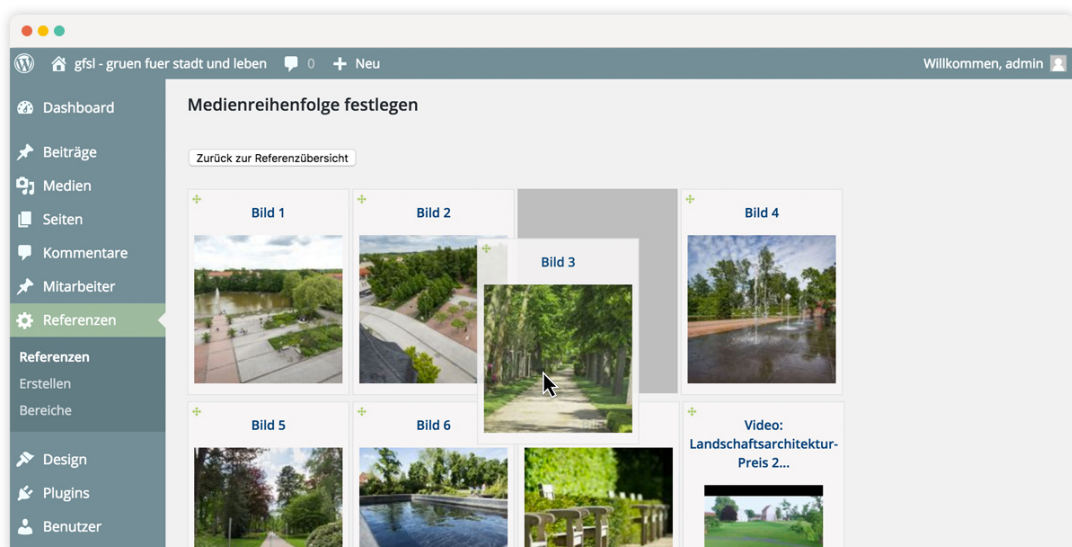 gfsl - gruen fuer stadt und leben 0 Neu Willkommen, admin
Dashboard
Beiträge
Medien
Seiten
Kommentare
Mitarbeiter
Referenzen
Referenzen
Erstellen
Bereiche
Design
Plugins
Benutzer
Medienreihenfolge festlegen
Zurück zur Referenzübersicht
Bild 1
Bild 2
Bild 3
Bild 4
Bild 5
Bild 6
Video:
Landschaftsarchitektur-
Preis 2...